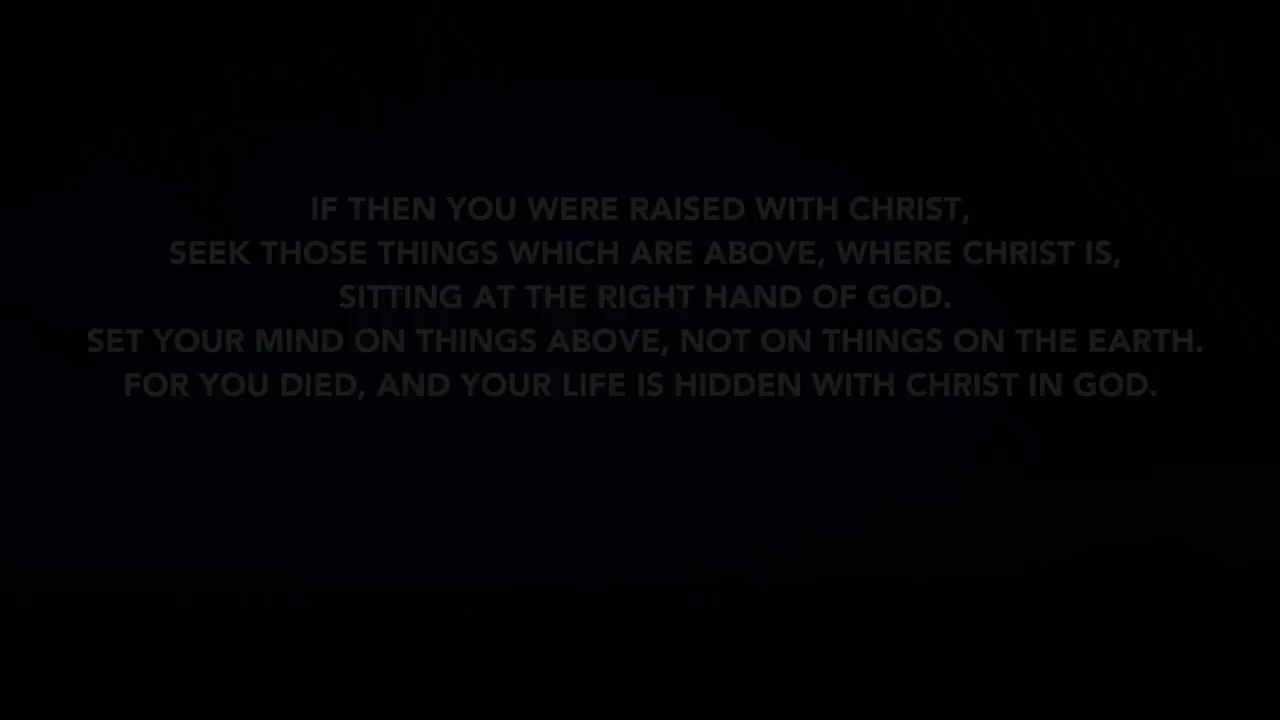 IF THEN YOU WERE RAISED WITH CHRIST,
SEEK THOSE THINGS WHICH ARE ABOVE, WHERE CHRIST IS,
SITTING AT THE RIGHT HAND OF GOD.
SET YOUR MIND ON THINGS ABOVE, NOT ON THINGS ON THE EARTH.
FOR YOU DIED, AND YOUR LIFE IS HIDDEN WITH CHRIST IN GOD.